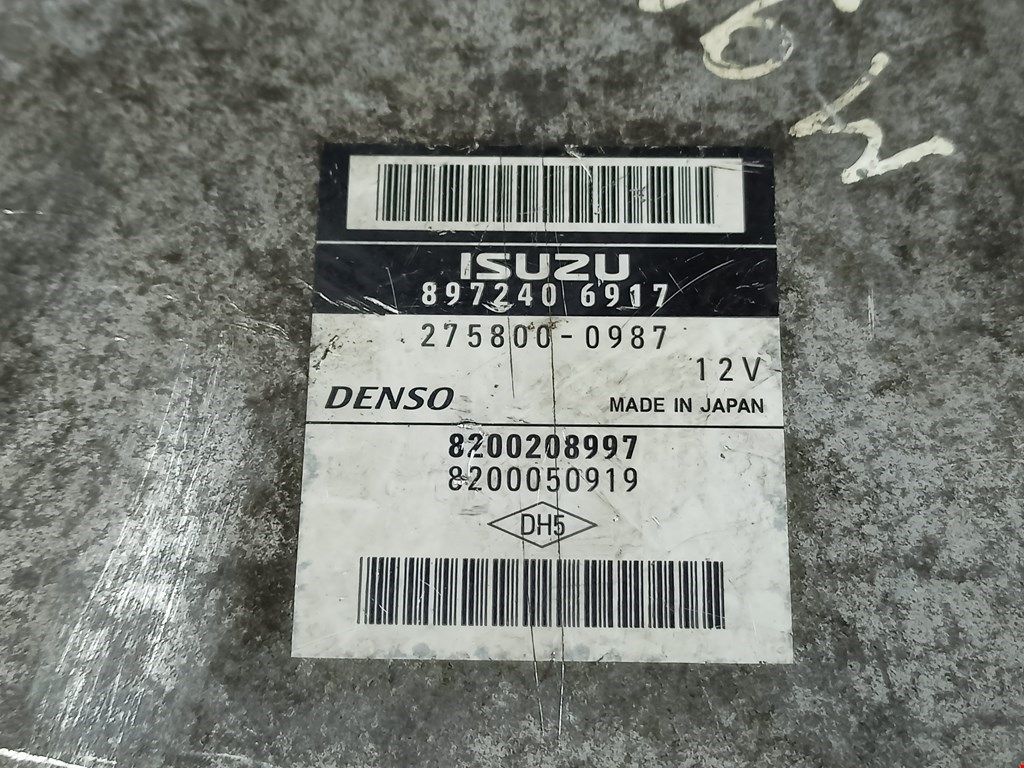 ISUZU
897240 6917
275800-0987
12V
DENSO MADE IN JAPAN
8200208997
8200050919
DH5